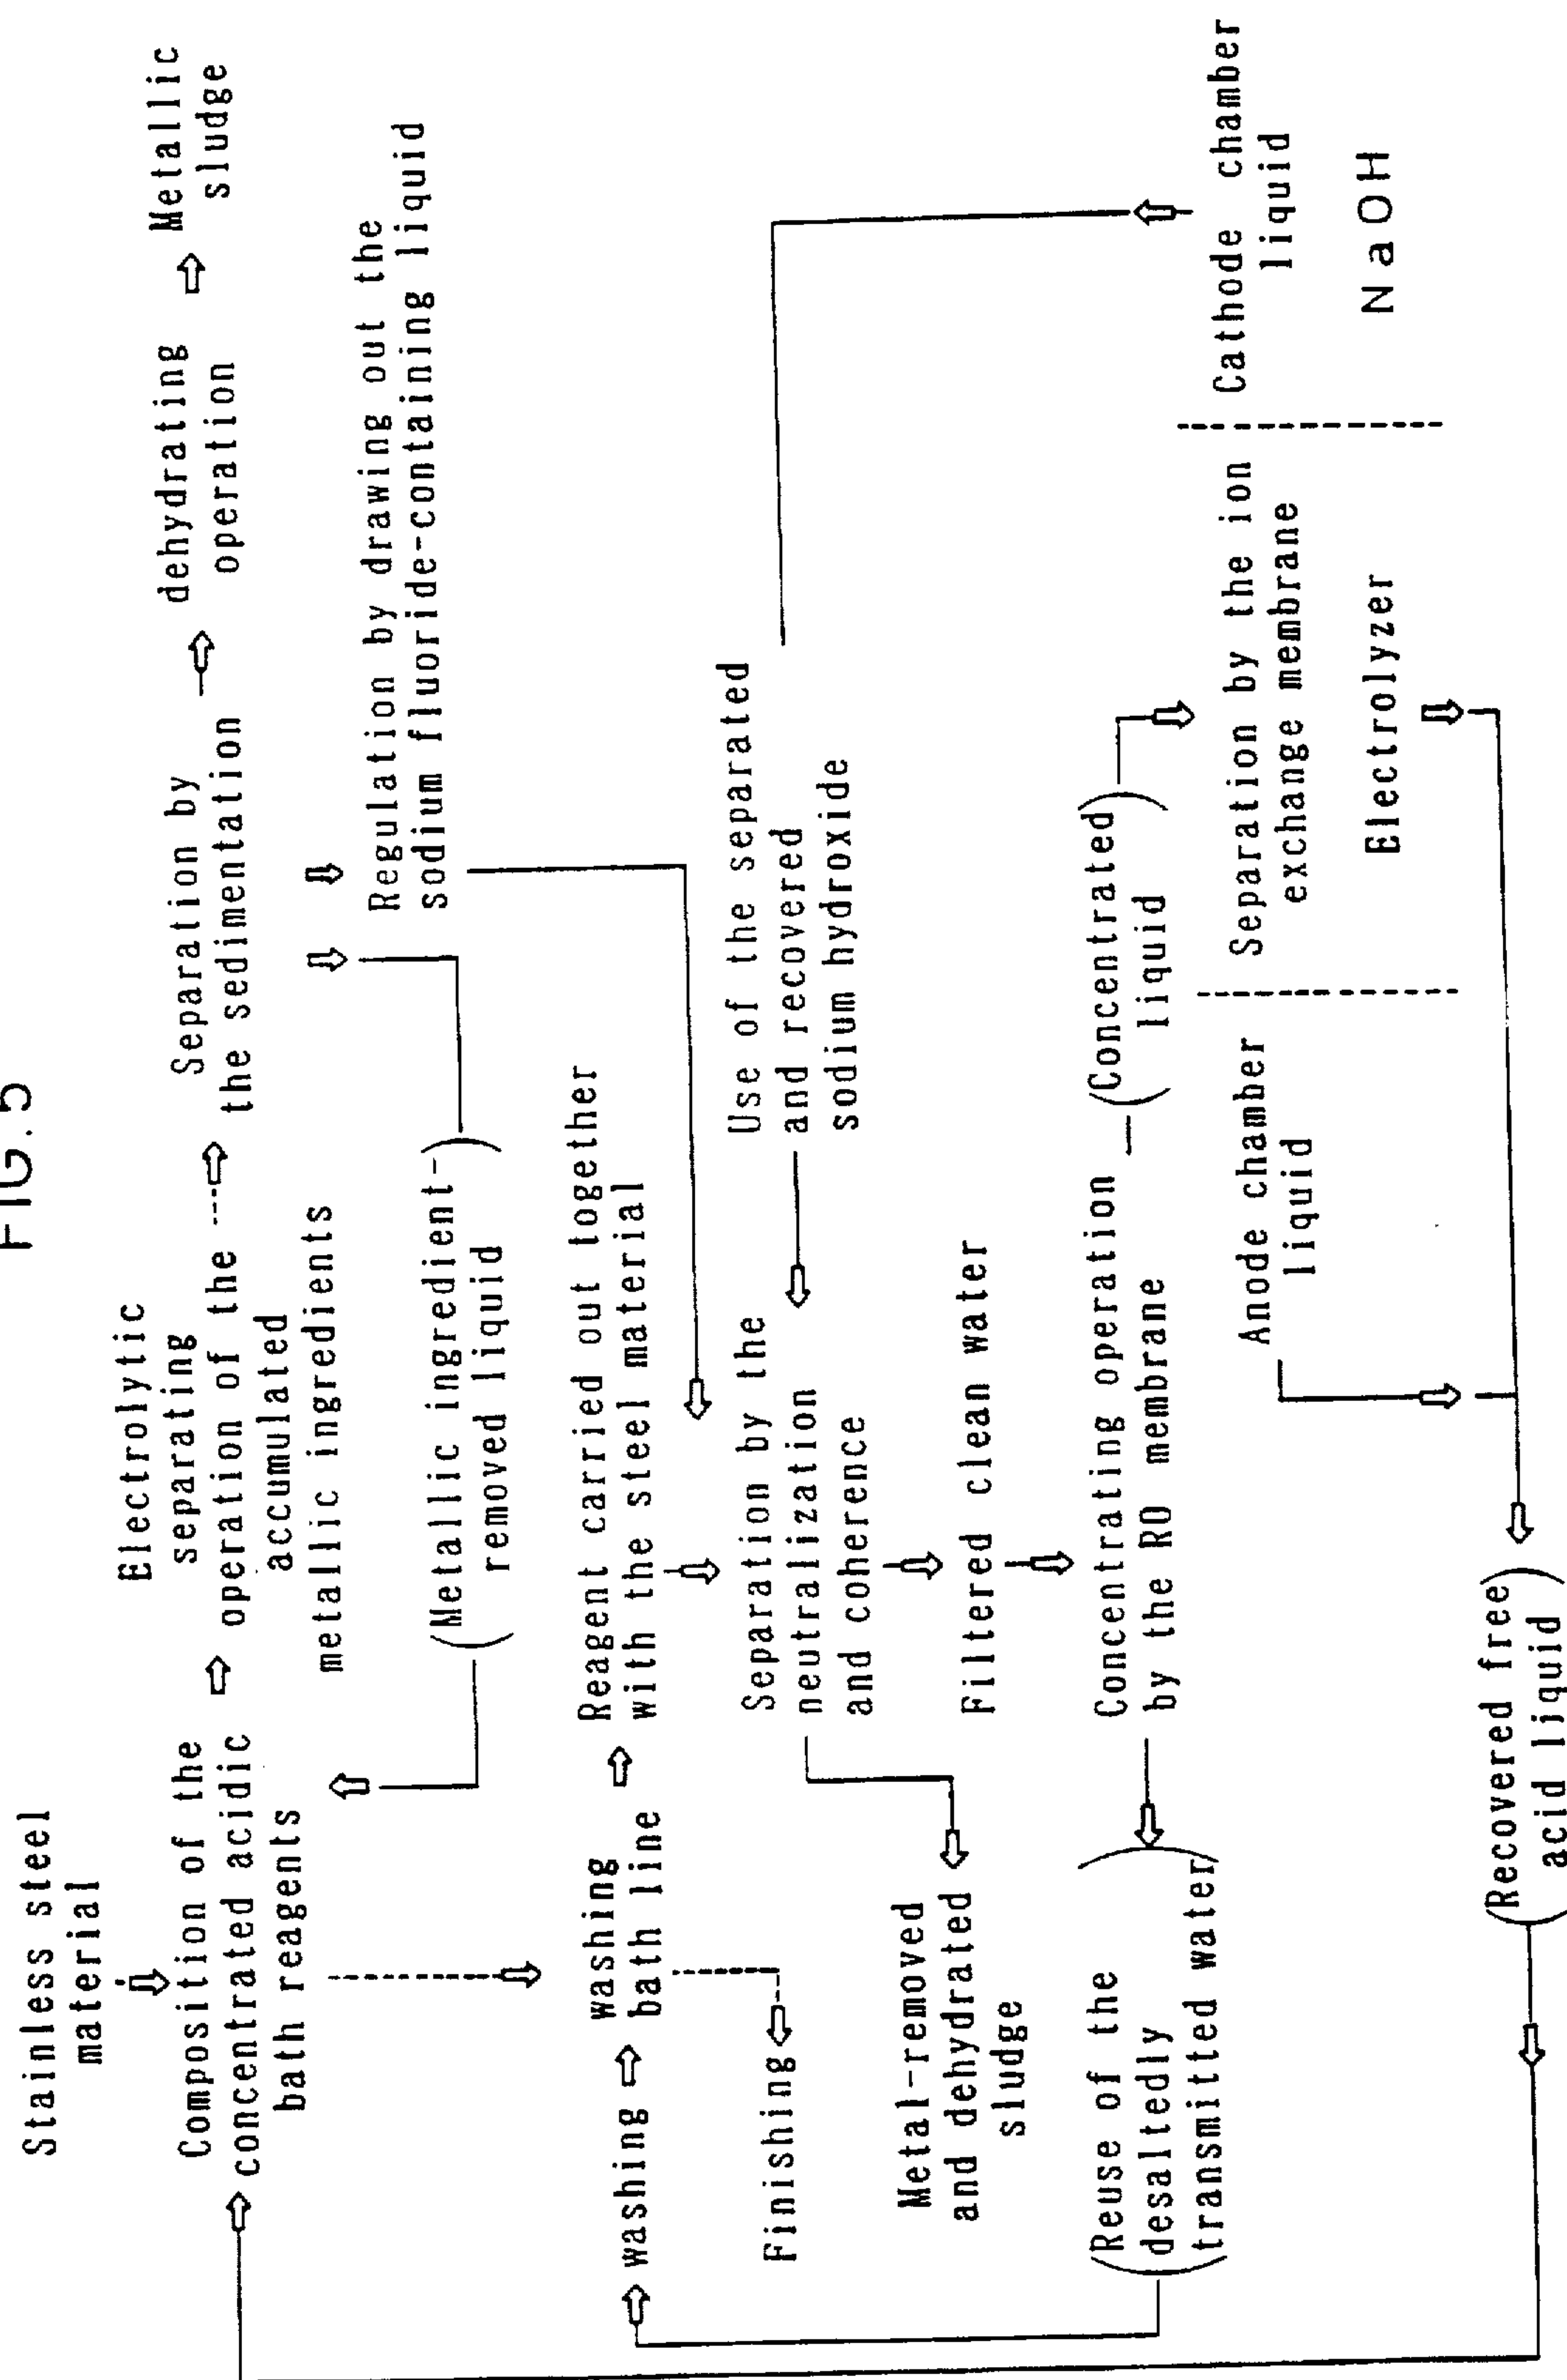 FIG. 5
Stainless steel
material
Composition of the
concentrated acidic
bath reagents
Electrolytic
separating
operation of the
accumulated
metallic ingredients
Separation by
the sedimentation
dehydrating
operation
Metallic
sludge
(Metallic ingredient-)
removed liquid
Regulation by drawing out the
sodium fluoride-containing liquid
washing
washing
bath line
Reagent carried out together
with the steel material
Finishing
Separation by the
neutralization
and coherence
Use of the separated
and recovered
sodium hydroxide
Metal-removed
and dehydrated
sludge
Filtered clean water
(Reuse of the
desaltedly
transmitted water)
Concentrating operation
by the RO membrane
(Concentrated)
liquid
Anode chamber
liquid
Separation by the ion
exchange membrane
Electrolyzer
Cathode chamber
liquid
NaOH
(Recovered free)
acid liquid